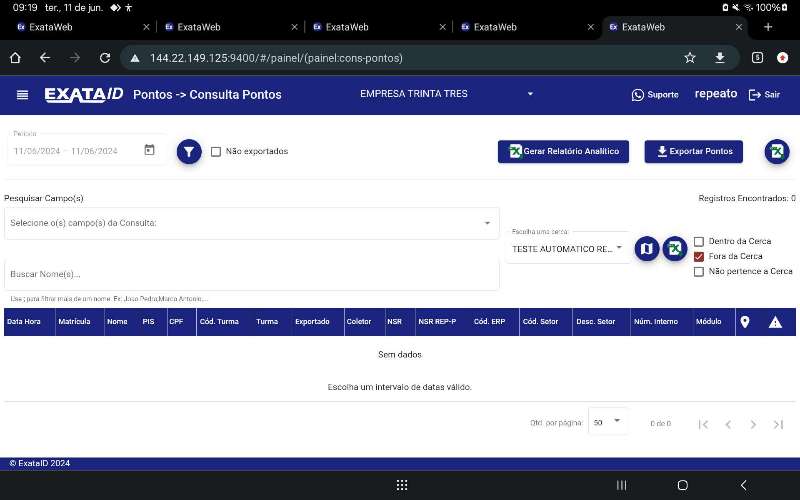 09:19 ter., 11 de jun. 100%
ExataWeb ExataWeb ExataWeb ExataWeb ExataWeb
144.22.149.125:9400/#/painel/(painel:cons-pontos) 5
EXATAID Pontos -> Consulta Pontos EMPRESA TRINTA TRES Suporte repeato Sair
Período
11/06/2024 – 11/06/2024 Não exportados Gerar Relatório Analítico Exportar Pontos
Pesquisar Campo(s) Registros Encontrados: 0
Selecione o(s) campo(s) da Consulta:
Escolha uma cerca:
TESTE AUTOMATICO RE...
Dentro da Cerca
Fora da Cerca
Não pertence a Cerca
Buscar Nome(s)...
Use ; para filtrar mais de um nome. Ex: João Pedro;Marco Antonio;...
Data Hora Matrícula Nome PIS CPF Cód. Turma Turma Exportado Coletor NSR NSR REP-P Cód. ERP Cód. Setor Desc. Setor Núm. Interno Módulo
Sem dados
Escolha um intervalo de datas válido.
Qtd. por página: 50 0 de 0
© ExataID 2024